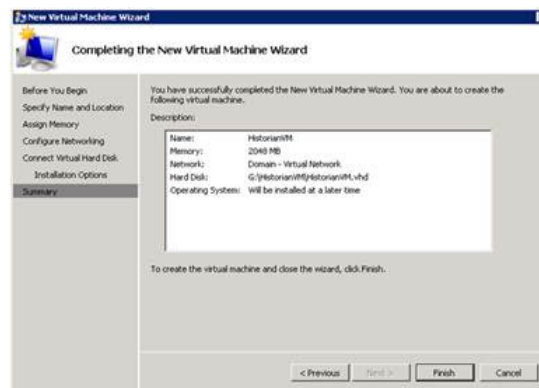 New Virtual Machine Wizard
Completing the New Virtual Machine Wizard
Before You Begin
Specify Name and Location
Assign Memory
Configure Networking
Connect Virtual Hard Disk
Installation Options
Summary
You have successfully completed the New Virtual Machine Wizard. You are about to create the
following virtual machine.
Description:
Name: HistorianVM
Memory: 2048 MB
Network: Domain - Virtual Network
Hard Disk: G:\HistorianVM\HistorianVM.vhd
Operating System: Will be installed at a later time
To create the virtual machine and close the wizard, click Finish.
< Previous
Next >
Finish
Cancel